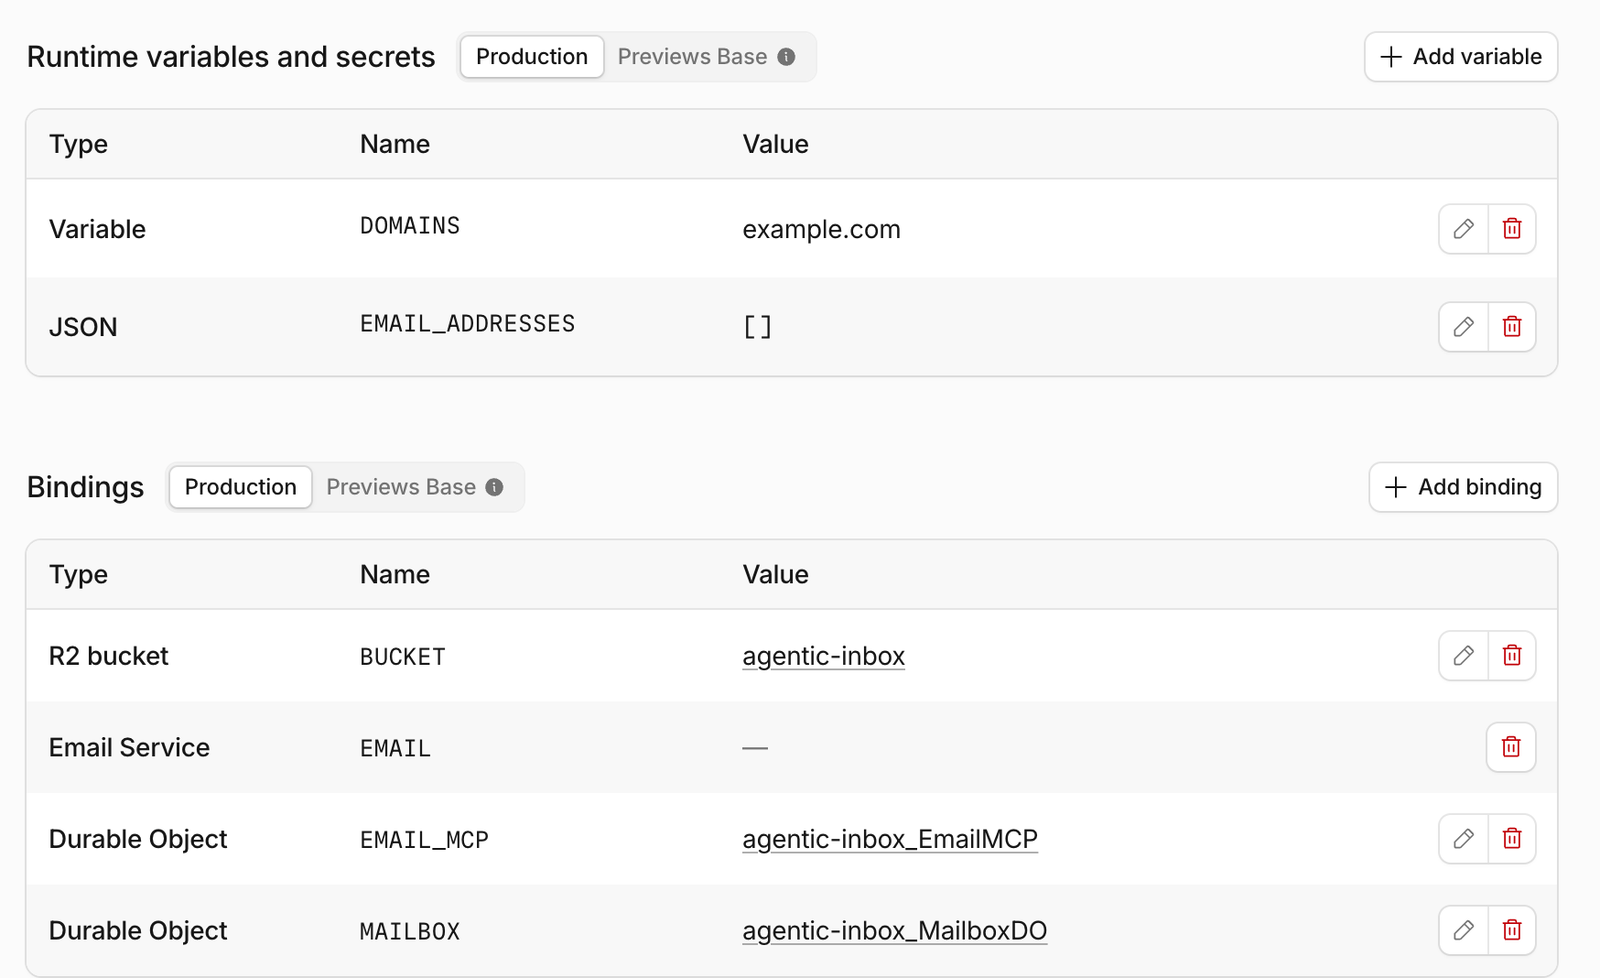 Runtime variables and secrets Production Previews Base Add variable
Type Name Value
Variable DOMAINS example.com
JSON EMAIL_ADDRESSES []
Bindings Production Previews Base Add binding
Type Name Value
R2 bucket BUCKET agentic-inbox
Email Service EMAIL —
Durable Object EMAIL_MCP agentic-inbox_EmailMCP
Durable Object MAILBOX agentic-inbox_MailboxDO